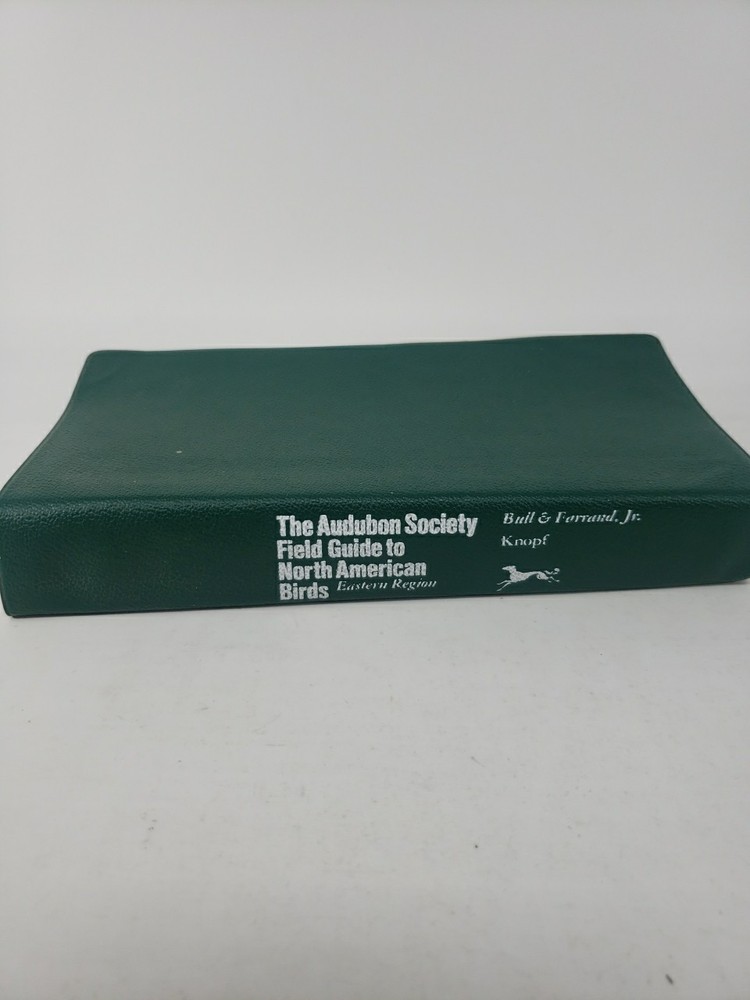 The Audubon Society
Field Guide to
North American
Birds Eastern Region
Bull & Farrand, Jr.
Knopf